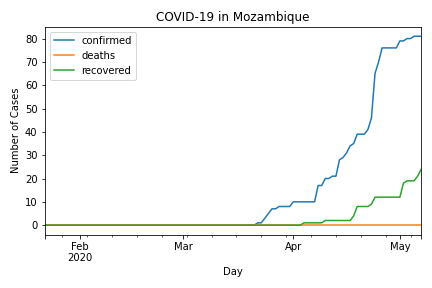 COVID-19 in Mozambique
confirmed
deaths
recovered
Number of Cases
80
70
60
50
40
30
20
10
0
Feb
2020
Mar
Apr
May
Day